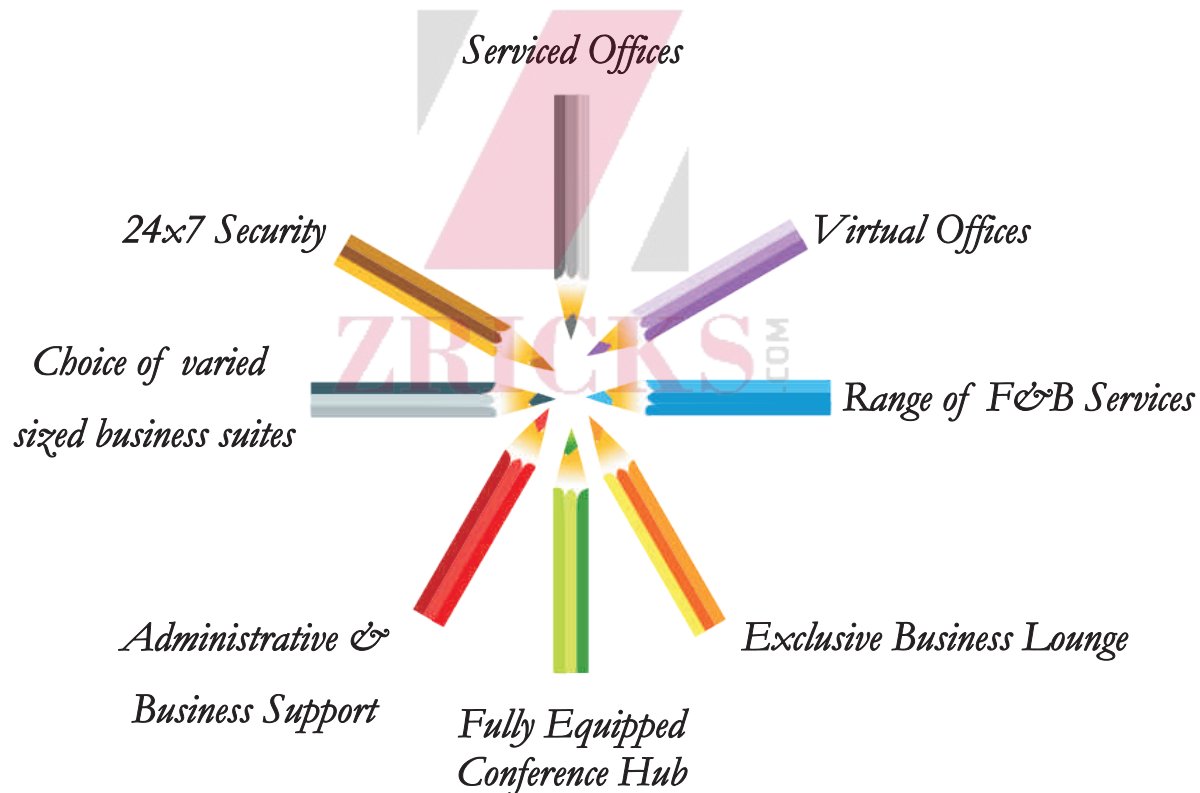 Serviced Offices
24x7 Security
Virtual Offices
ZRICKS
.COM
Choice of varied
sized business suites
Range of F&B Services
Administrative &
Business Support
Exclusive Business Lounge
Fully Equipped
Conference Hub